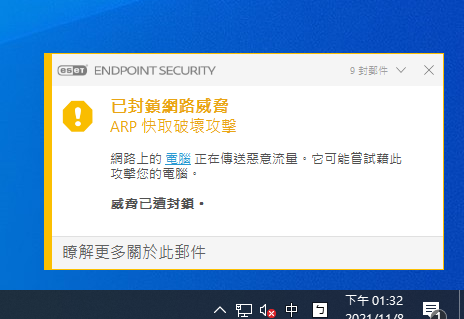 eset ENDPOINT SECURITY
9 封郵件
已封鎖網路威脅
ARP 快取破壞攻擊
網路上的 電腦 正在傳送惡意流量。它可能嘗試藉此
攻擊您的電腦。
威脅已遭封鎖。
瞭解更多關於此郵件
中
ㄅ
下午 01:32
2021/11/8
1